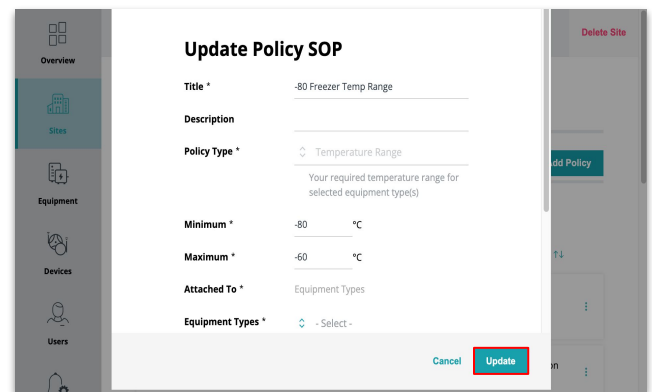 Overview
Sites
Equipment
Devices
Users
Delete Site
Update Policy SOP
Title *
-80 Freezer Temp Range
Description
Policy Type *
Temperature Range
Your required temperature range for
selected equipment type(s)
Minimum *
-80 °C
Maximum *
-60 °C
Attached To *
Equipment Types
Equipment Types *
- Select -
Cancel
Update
Policy